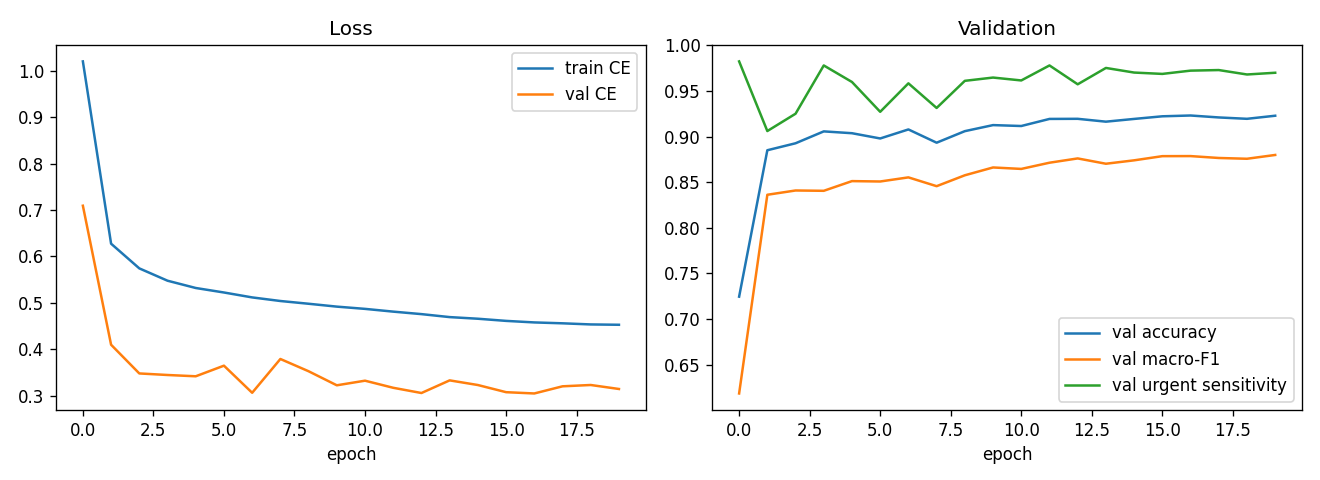 Loss
1.0
0.9
0.8
0.7
0.6
0.5
0.4
0.3
train CE
val CE
0.0 2.5 5.0 7.5 10.0 12.5 15.0 17.5
epoch
Validation
1.00
0.95
0.90
0.85
0.80
0.75
0.70
0.65
val accuracy
val macro-F1
val urgent sensitivity
0.0 2.5 5.0 7.5 10.0 12.5 15.0 17.5
epoch